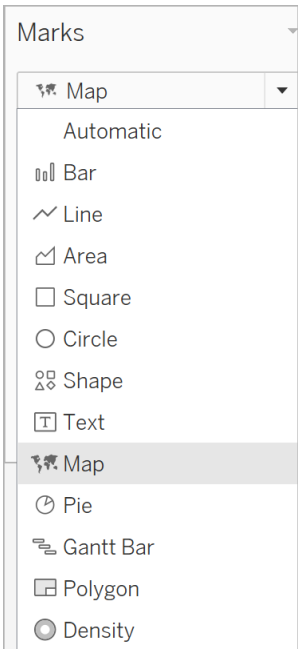 Marks
Map
Automatic
Bar
Line
Area
Square
Circle
Shape
Text
Map
Pie
Gantt Bar
Polygon
Density